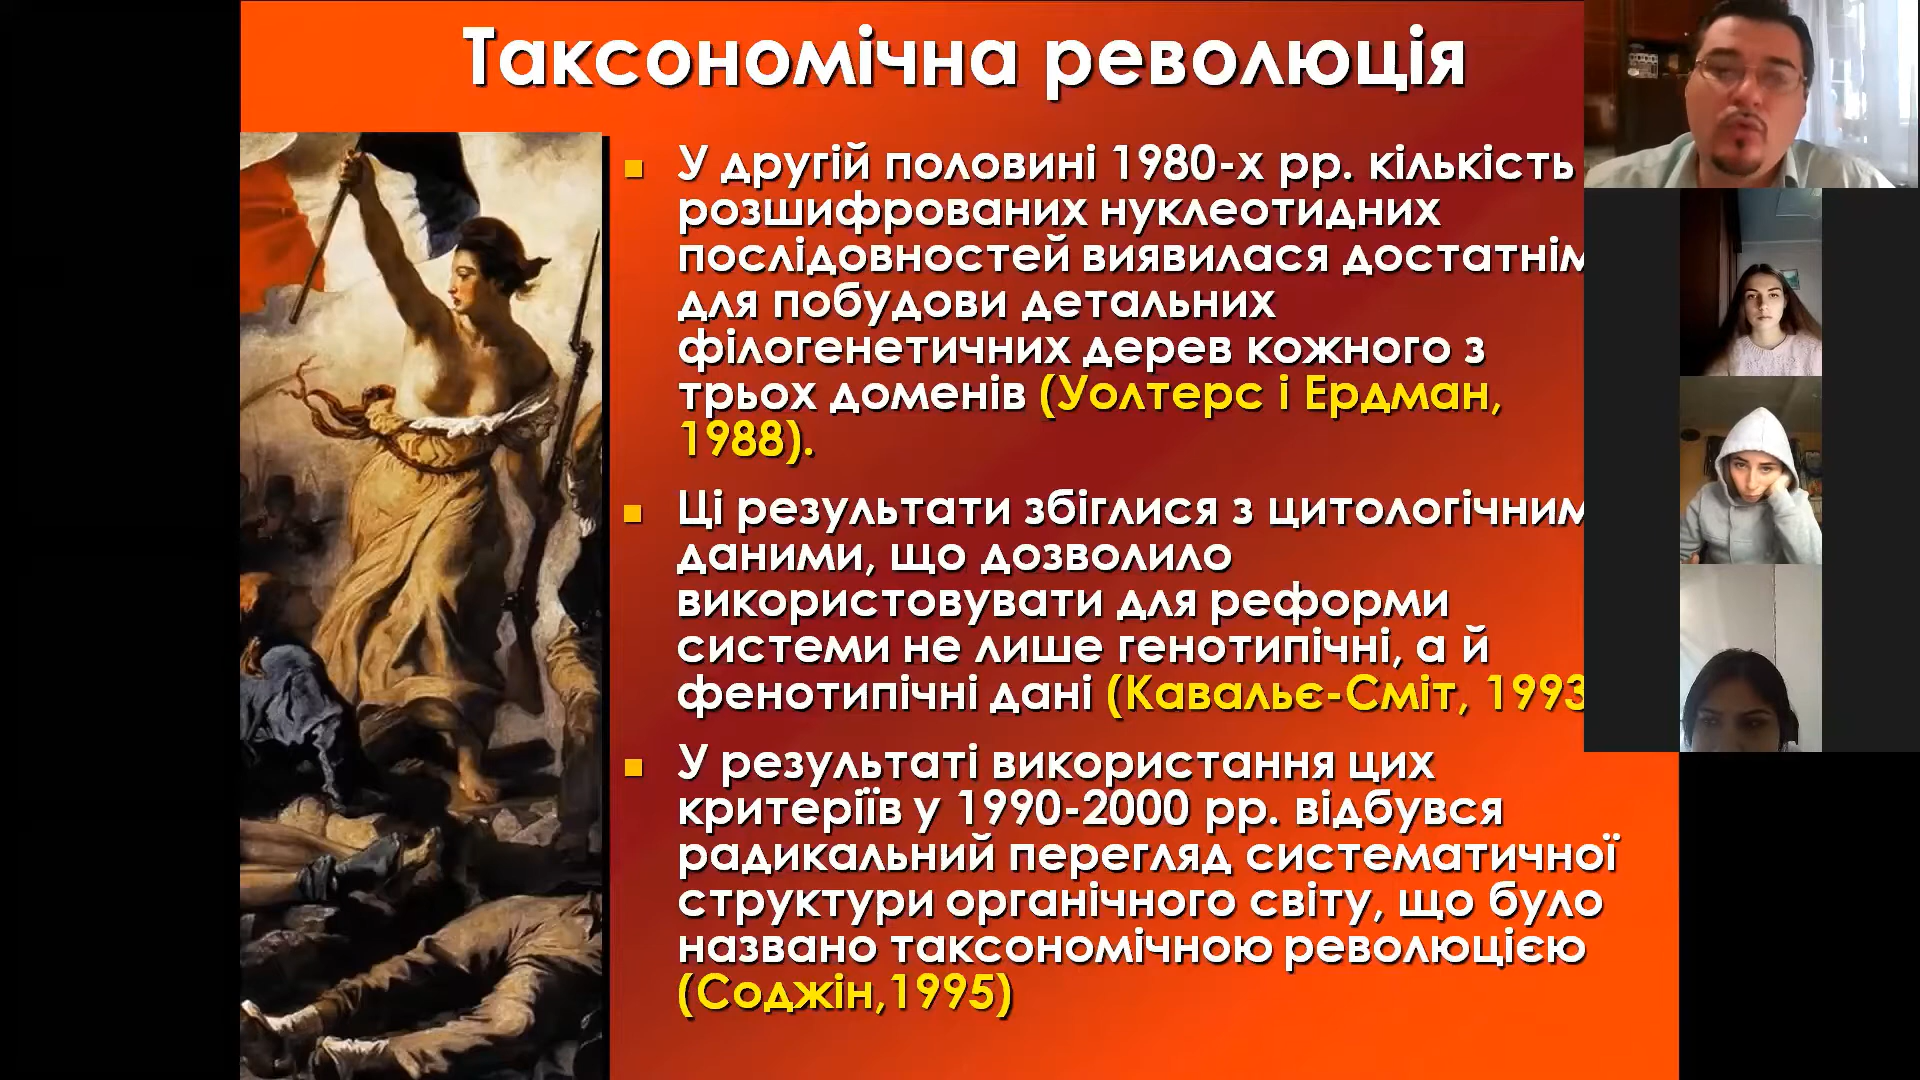 Таксономічна революція
У другій половині 1980-х рр. кількість
розшифрованих нуклеотидних
послідовностей виявилася достатнім
для побудови детальних
філогенетичних дерев кожного з
трьох доменів (Уолтерс і Ердман,
1988).
Ці результати збіглися з цитологічним
даними, що дозволило
використовувати для реформи
системи не лише генотипічні, а й
фенотипічні дані (Кавальє-Сміт, 1993
У результаті використання цих
критеріїв у 1990-2000 рр. відбувся
радикальний перегляд систематичної
структури органічного світу, що було
названо таксономічною революцією
(Соджін,1995)